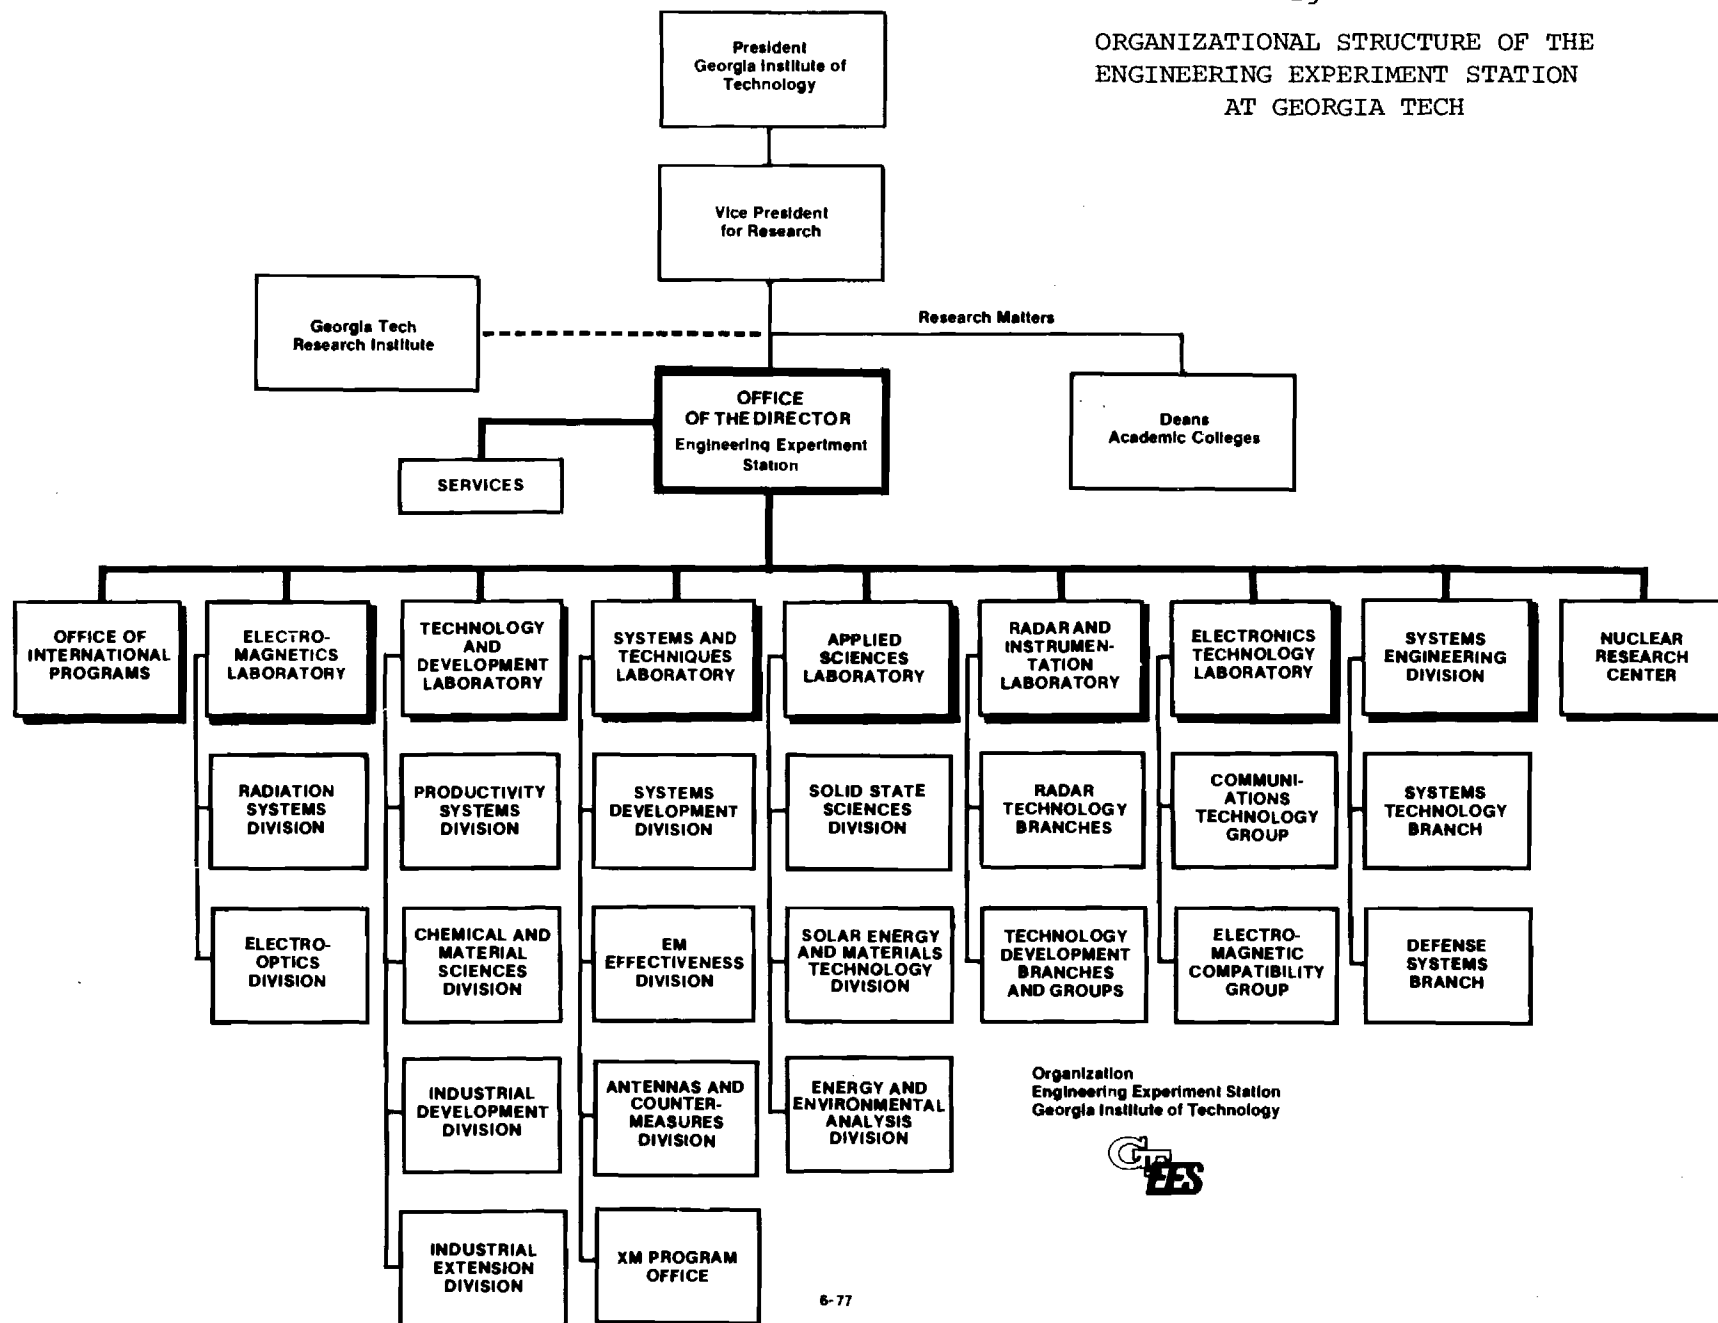 ORGANIZATIONAL STRUCTURE OF THE
ENGINEERING EXPERIMENT STATION
AT GEORGIA TECH
President
Georgia Institute of
Technology
Vice President
for Research
Georgia Tech
Research Institute
Research Matters
OFFICE
OF THE DIRECTOR
Engineering Experiment
Station
Deans
Academic Colleges
SERVICES
OFFICE OF
INTERNATIONAL
PROGRAMS
ELECTRO-
MAGNETICS
LABORATORY
TECHNOLOGY
AND
DEVELOPMENT
LABORATORY
SYSTEMS AND
TECHNIQUES
LABORATORY
APPLIED
SCIENCES
LABORATORY
RADAR AND
INSTRUMEN-
TATION
LABORATORY
ELECTRONICS
TECHNOLOGY
LABORATORY
SYSTEMS
ENGINEERING
DIVISION
NUCLEAR
RESEARCH
CENTER
RADIATION
SYSTEMS
DIVISION
PRODUCTIVITY
SYSTEMS
DIVISION
SYSTEMS
DEVELOPMENT
DIVISION
SOLID STATE
SCIENCES
DIVISION
RADAR
TECHNOLOGY
BRANCHES
COMMUNI-
ATIONS
TECHNOLOGY
GROUP
SYSTEMS
TECHNOLOGY
BRANCH
ELECTRO-
OPTICS
DIVISION
CHEMICAL AND
MATERIAL
SCIENCES
DIVISION
EM
EFFECTIVENESS
DIVISION
SOLAR ENERGY
AND MATERIALS
TECHNOLOGY
DIVISION
TECHNOLOGY
DEVELOPMENT
BRANCHES
AND GROUPS
ELECTRO-
MAGNETIC
COMPATIBILITY
GROUP
DEFENSE
SYSTEMS
BRANCH
INDUSTRIAL
DEVELOPMENT
DIVISION
ANTENNAS AND
COUNTER-
MEASURES
DIVISION
ENERGY AND
ENVIRONMENTAL
ANALYSIS
DIVISION
Organization
Engineering Experiment Station
Georgia Institute of Technology
GT
EES
INDUSTRIAL
EXTENSION
DIVISION
XM PROGRAM
OFFICE
6-77